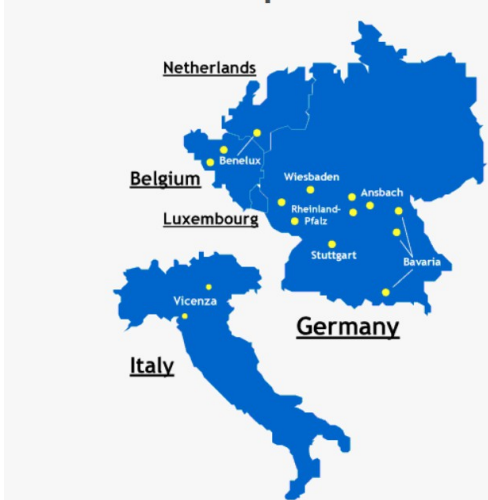 Netherlands
Benelux
Belgium
Wiesbaden
Ansbach
Luxembourg
Rheinland-
Pfalz
Stuttgart
Bavaria
Vicenza
Germany
Italy